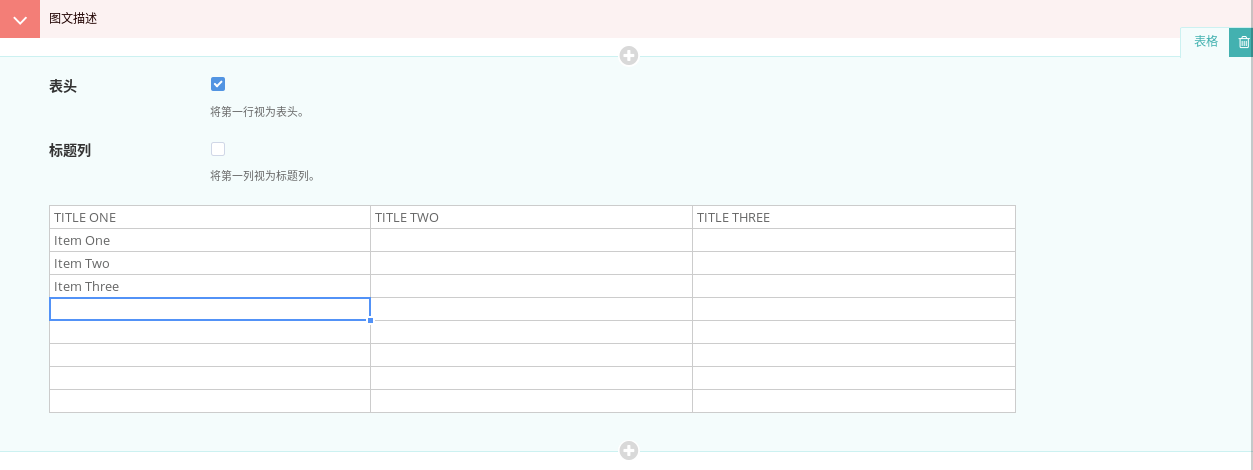 图文描述
表格
表头
将第一行视为表头。
标题列
将第一列视为标题列。
TITLE ONE TITLE TWO TITLE THREE
Item One
Item Two
Item Three